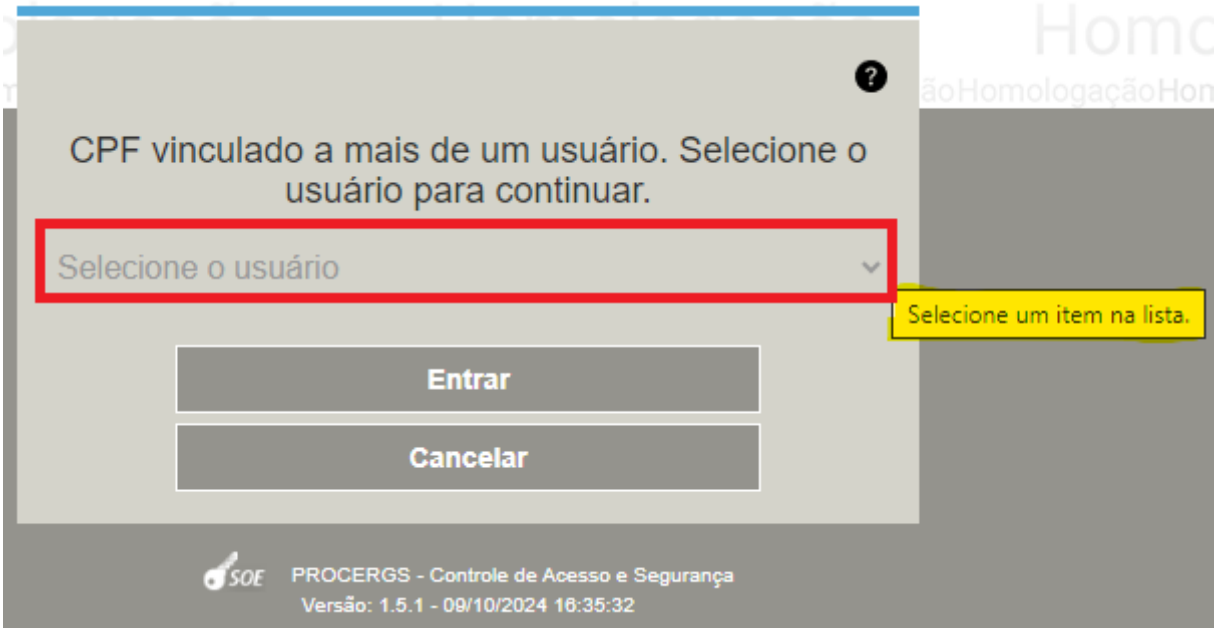 Homo
ãoHomologaçãoHom
?
CPF vinculado a mais de um usuário. Selecione o
usuário para continuar.
Selecione o usuário
Selecione um item na lista.
Entrar
Cancelar
SOE
PROCERGS - Controle de Acesso e Segurança
Versão: 1.5.1 - 09/10/2024 16:35:32